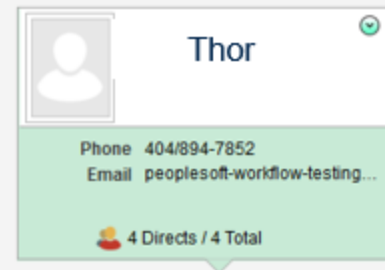 Thor
Phone 404/894-7852
Email peoplesoft-workflow-testing...
4 Directs / 4 Total